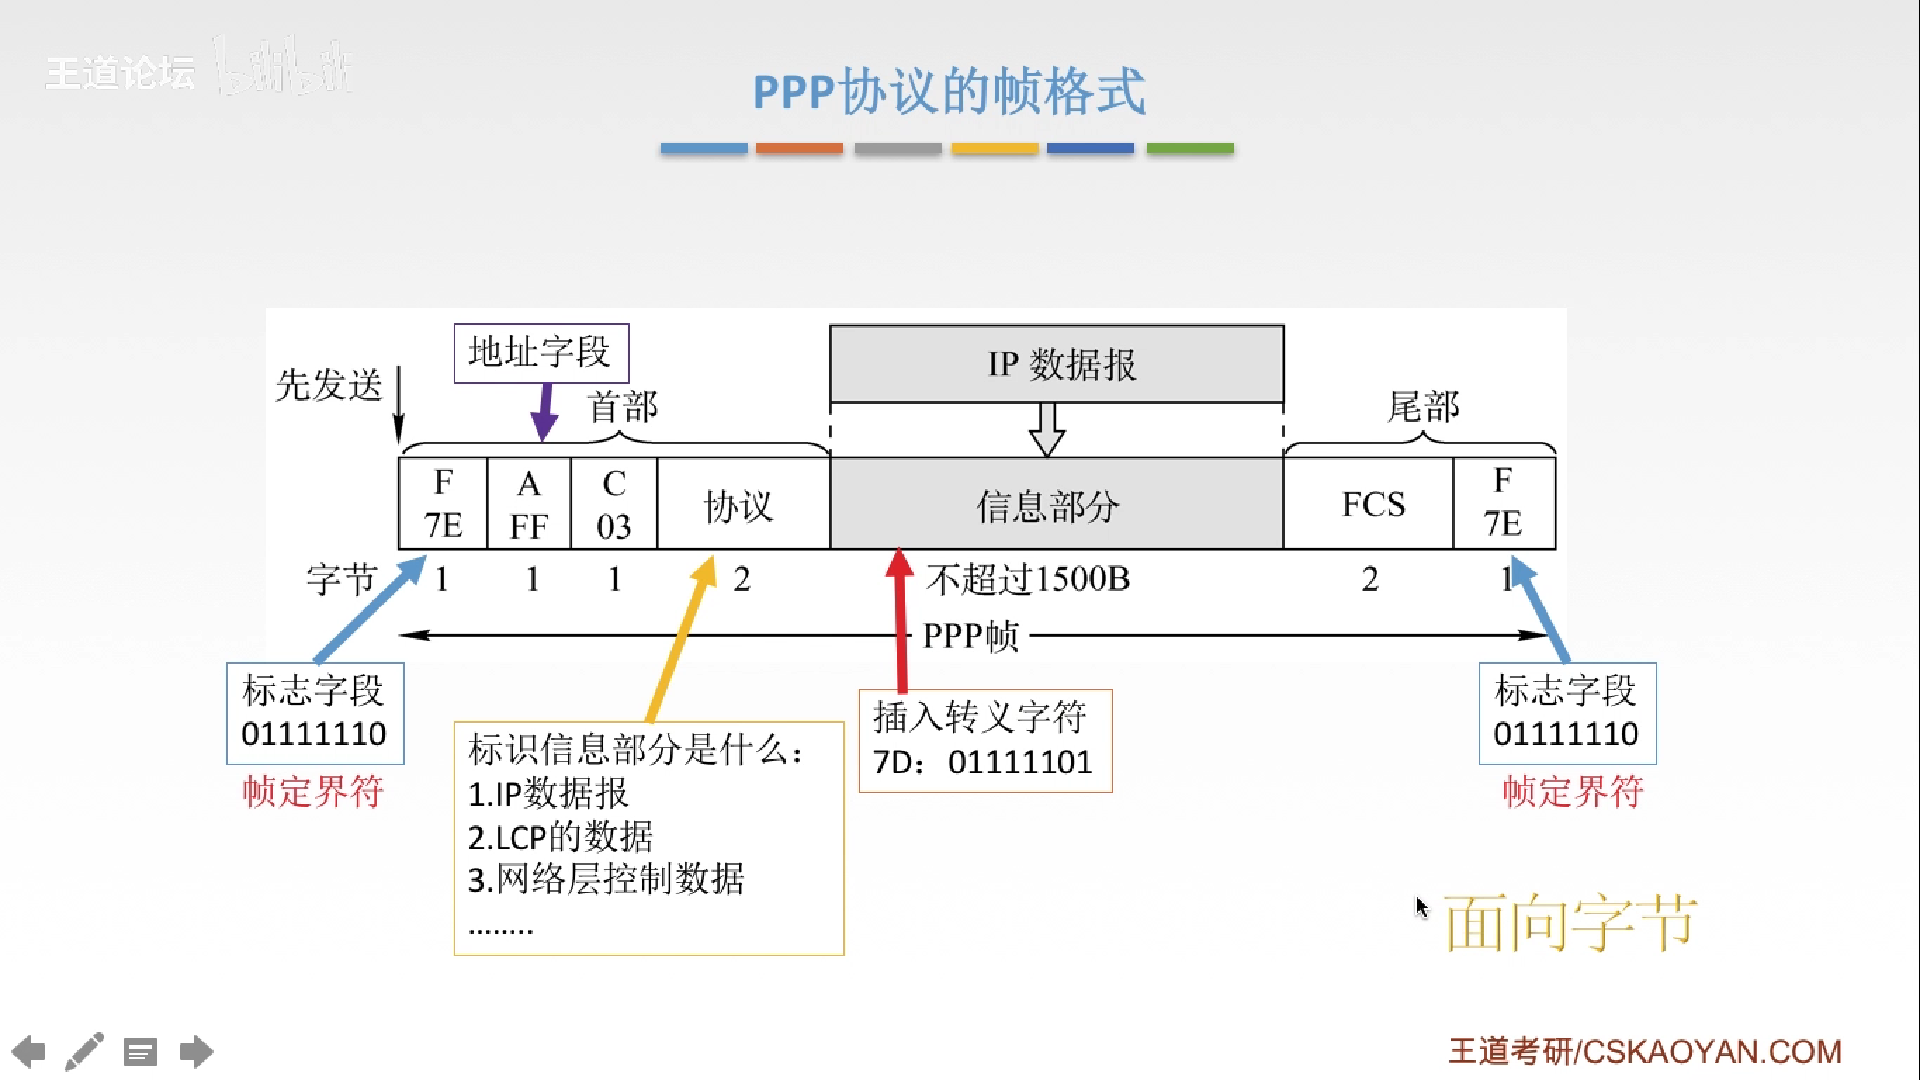 王道论坛 bilibili
PPP协议的帧格式
地址字段
IP 数据报
先发送
首部
尾部
F
7E
A
FF
C
03
协议
信息部分
FCS
F
7E
字节
1
1
1
2
不超过1500B
2
1
PPP帧
标志字段
01111110
帧定界符
标识信息部分是什么：
1.IP数据报
2.LCP的数据
3.网络层控制数据
........
插入转义字符
7D：01111101
标志字段
01111110
帧定界符
面向字节
王道考研/CSKAOYAN.COM